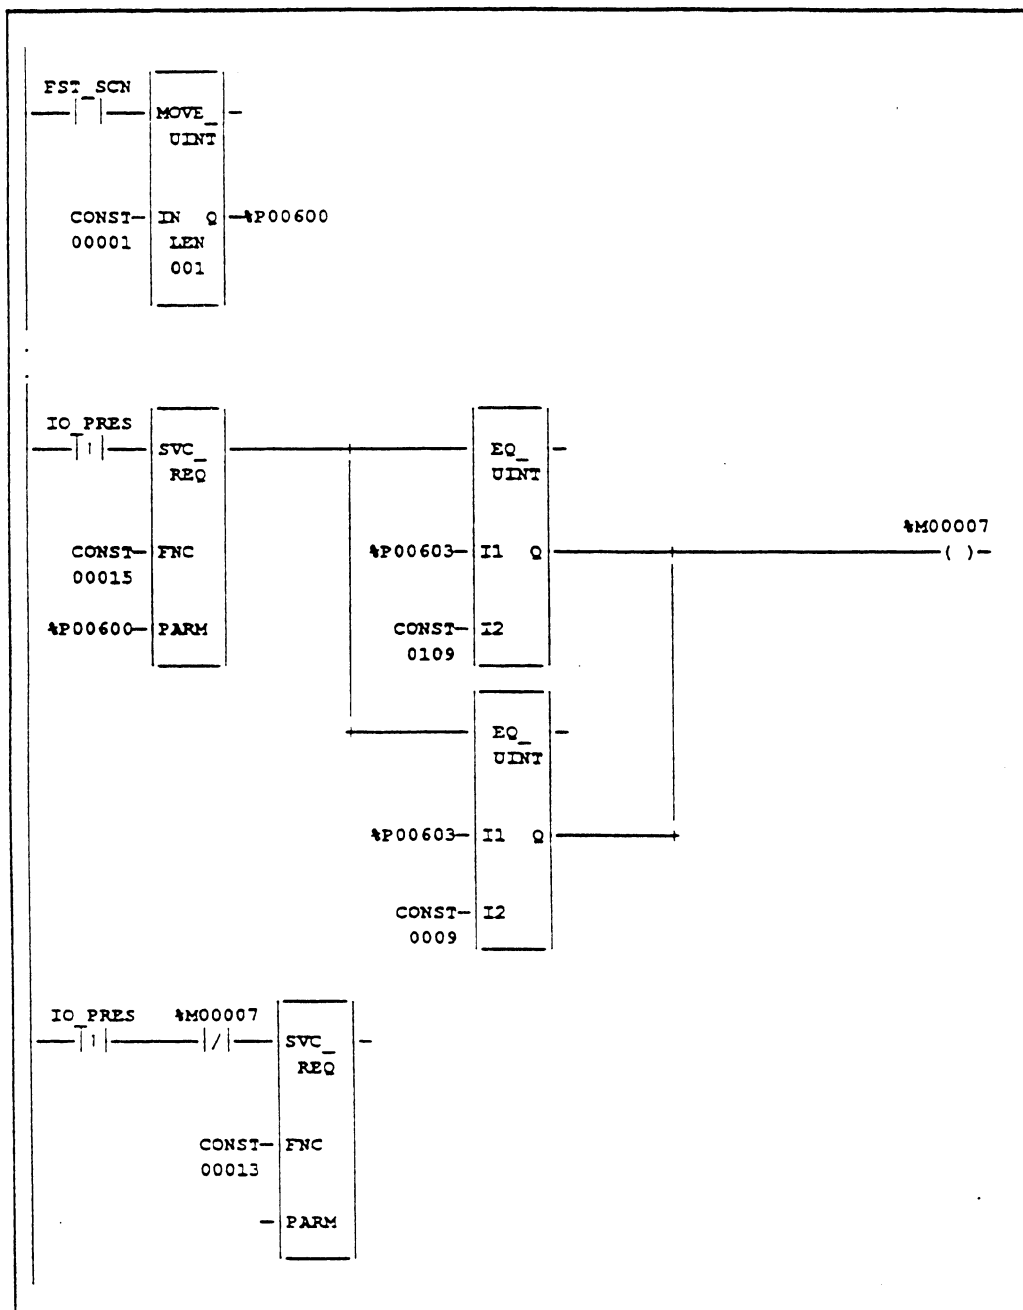 FST_SCN
MOVE_
UINT
CONST IN Q %P00600
00001 LEN
001
IO_PRES
SVC_ EQ_
REQ UINT
%M00007
CONST FNC %P00603 I1 Q ( )
00015
%P00600 PARM CONST I2
0109
EQ_
UINT
%P00603 I1 Q
CONST I2
0009
IO_PRES %M00007
|↑| |/| SVC_
REQ
CONST FNC
00013
PARM